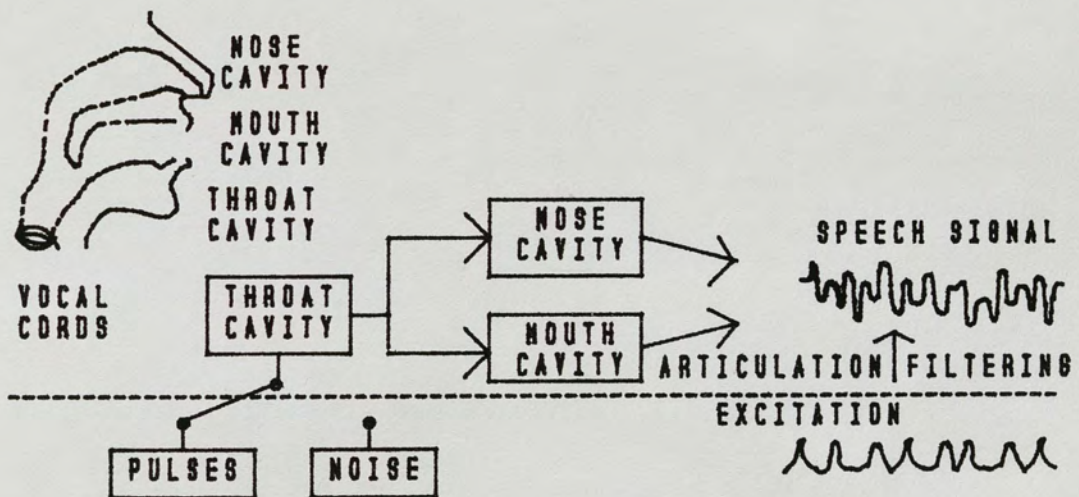 NOSE
CAVITY
MOUTH
CAVITY
THROAT
CAVITY
VOCAL
CORDS
THROAT
CAVITY
NOSE
CAVITY
MOUTH
CAVITY
SPEECH SIGNAL
ARTICULATION FILTERING
EXCITATION
PULSES
NOISE